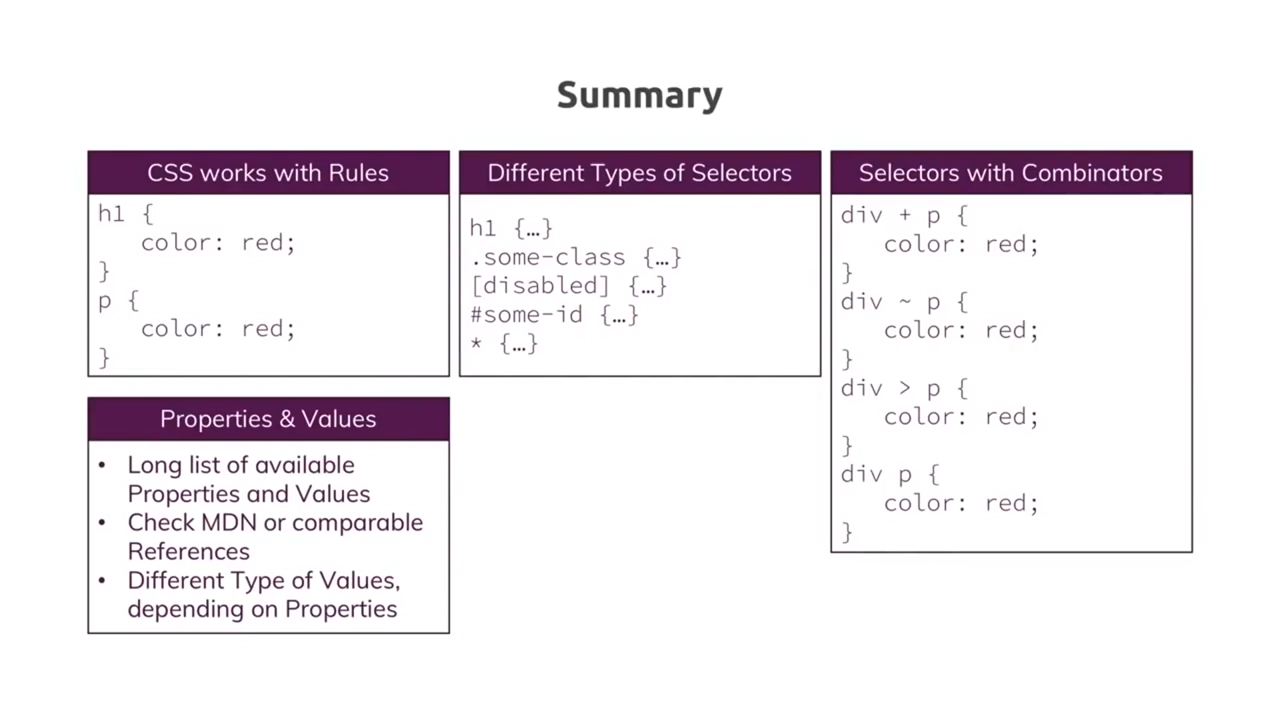 Summary
CSS works with Rules
h1 {
   color: red;
}
p {
   color: red;
}
Different Types of Selectors
h1 {…}
.some-class {…}
[disabled] {…}
#some-id {…}
* {…}
Selectors with Combinators
div + p {
   color: red;
}
div ~ p {
   color: red;
}
div > p {
   color: red;
}
div p {
   color: red;
}
Properties & Values
• Long list of available
Properties and Values
• Check MDN or comparable
References
• Different Type of Values,
depending on Properties